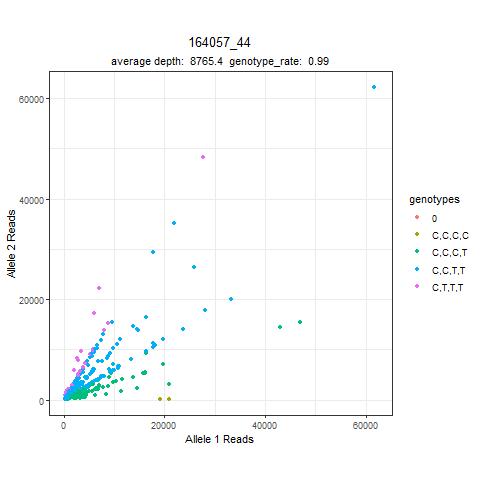 164057_44
average depth:  8765.4  genotype_rate:  0.99
60000
40000
20000
0
Allele 2 Reads
0
20000
40000
60000
Allele 1 Reads
genotypes
0
C,C,C,C
C,C,C,T
C,C,T,T
C,T,T,T